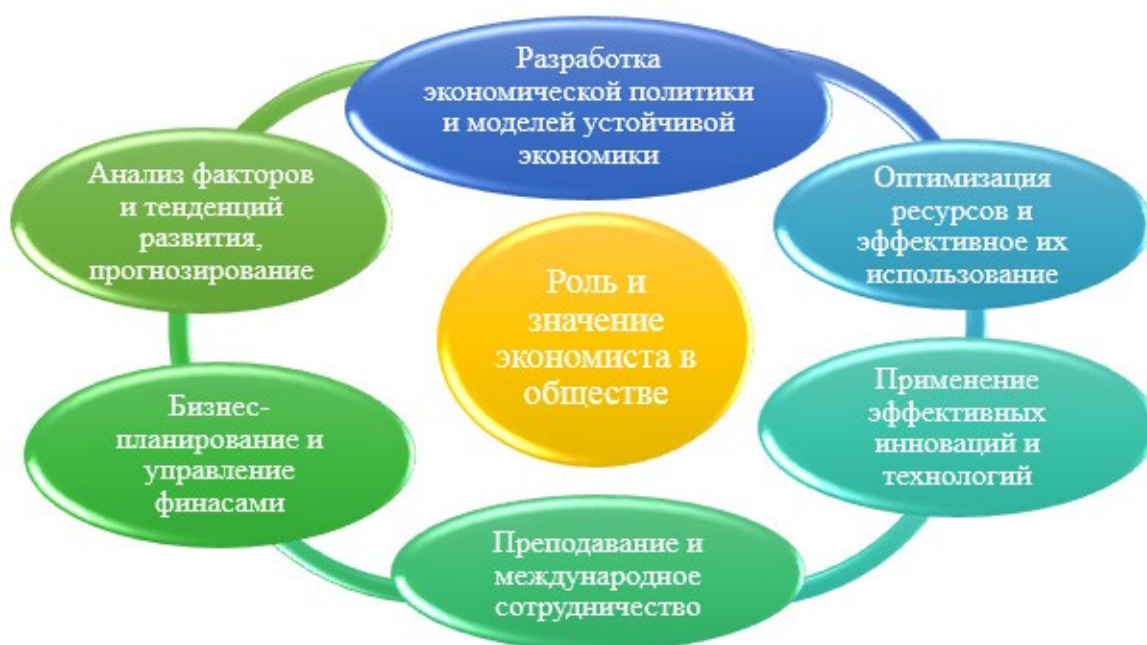 Разработка
экономической политики
и моделей устойчивой
экономики
Оптимизация
ресурсов и
эффективное их
использование
Применение
эффективных
инноваций и
технологий
Преподавание и
международное
сотрудничество
Бизнес-
планирование и
управление
финасами
Анализ факторов
и тенденций
развития,
прогнозирование
Роль и
значение
экономиста в
обществе